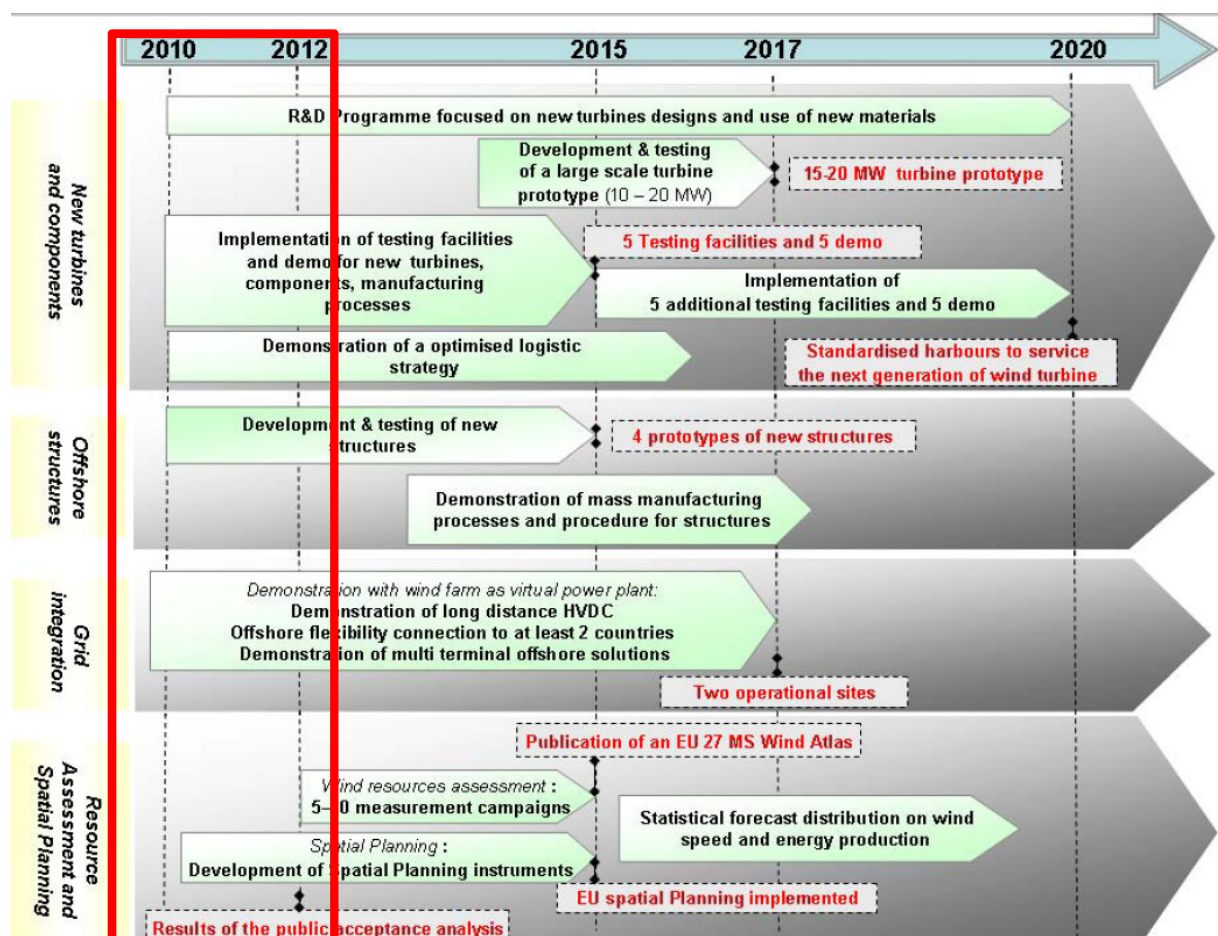 2010 2012 2015 2017 2020
New turbines
and components
R&D Programme focused on new turbines designs and use of new materials
Development & testing
of a large scale turbine
prototype (10 – 20 MW)
15-20 MW turbine prototype
Implementation of testing facilities
and demo for new turbines,
components, manufacturing
processes
5 Testing facilities and 5 demo
Implementation of
5 additional testing facilities and 5 demo
Demonstration of a optimised logistic
strategy
Standardised harbours to service
the next generation of wind turbine
Offshore
structures
Development & testing of new
structures
4 prototypes of new structures
Demonstration of mass manufacturing
processes and procedure for structures
Grid
integration
Demonstration with wind farm as virtual power plant:
Demonstration of long distance HVDC
Offshore flexibility connection to at least 2 countries
Demonstration of multi terminal offshore solutions
Two operational sites
Resource
Assessment and
Spatial Planning
Publication of an EU 27 MS Wind Atlas
Wind resources assessment :
measurement campaigns
Statistical forecast distribution on wind
speed and energy production
Spatial Planning :
Development of Spatial Planning instruments
EU spatial Planning implemented
Results of the public acceptance analysis